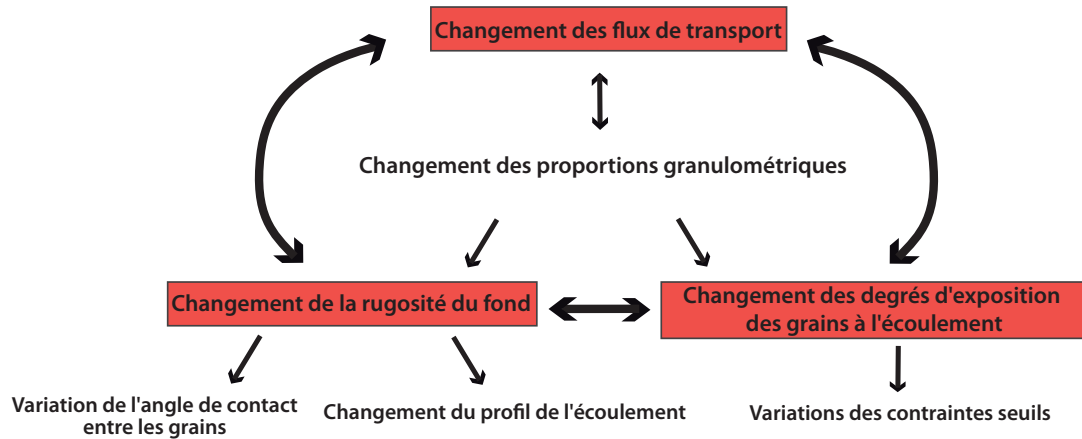 Changement des flux de transport
Changement des proportions granulométriques
Changement de la rugosité du fond
Changement des degrés d'exposition
des grains à l'écoulement
Variation de l'angle de contact
entre les grains
Changement du profil de l'écoulement
Variations des contraintes seuils